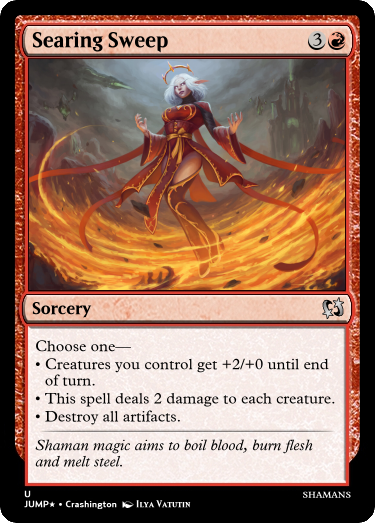 Searing Sweep 3
Sorcery
Choose one—
• Creatures you control get +2/+0 until end
of turn.
• This spell deals 2 damage to each creature.
• Destroy all artifacts.
Shaman magic aims to boil blood, burn flesh
and melt steel.
U SHAMANS
JUMP★ • Crashington Ilya Vatutin